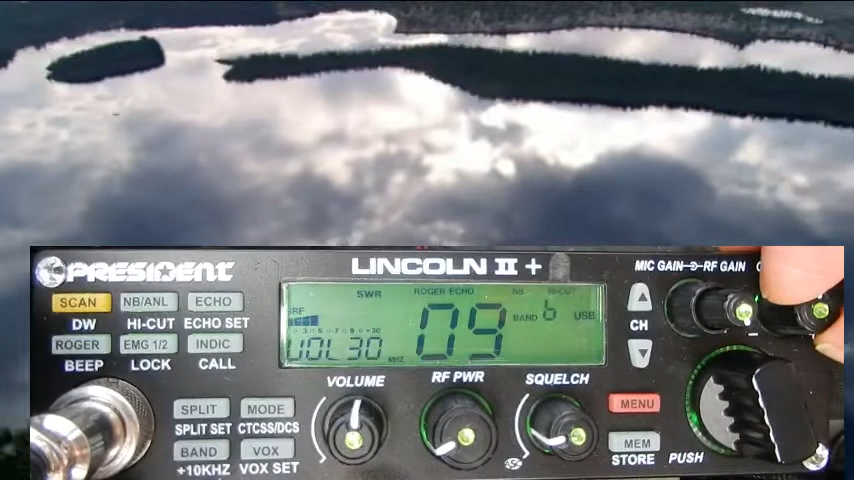 PRESIDENT
LINCOLN II +
MIC GAIN RF GAIN
SCAN NB/ANL ECHO
DW HI-CUT ECHO SET
ROGER EMG 1/2 INDIC
BEEP LOCK CALL
SWR ROGER ECHO NB HI-CUT
RF
09 BAND 6 USB
VOL 30 MHZ
CH
VOLUME RF PWR SQUELCH
SPLIT MODE
SPLIT SET CTCSS/DCS
BAND VOX
+10KHZ VOX SET
MENU
MEM
STORE PUSH